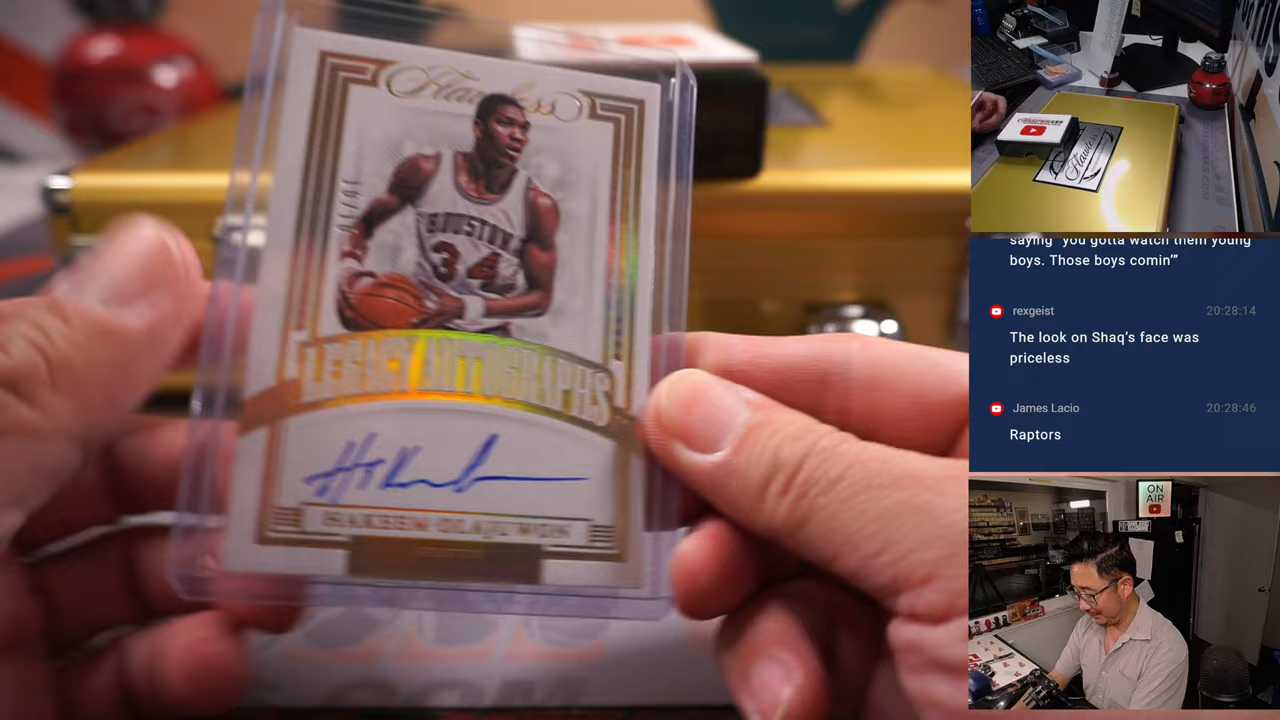 Flawless
HOUSTON
34
LEGACY AUTOGRAPHS
HAKEEM OLAJUWON
Flawless
saying "you gotta watch them young
boys. Those boys comin'"
rexgeist 20:28:14
The look on Shaq's face was
priceless
James Lacio 20:28:46
Raptors
ON
AIR